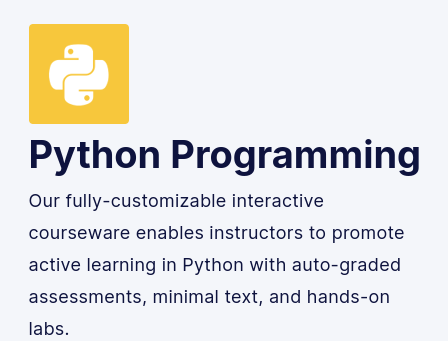 Python Programming
Our fully-customizable interactive
courseware enables instructors to promote
active learning in Python with auto-graded
assessments, minimal text, and hands-on
labs.